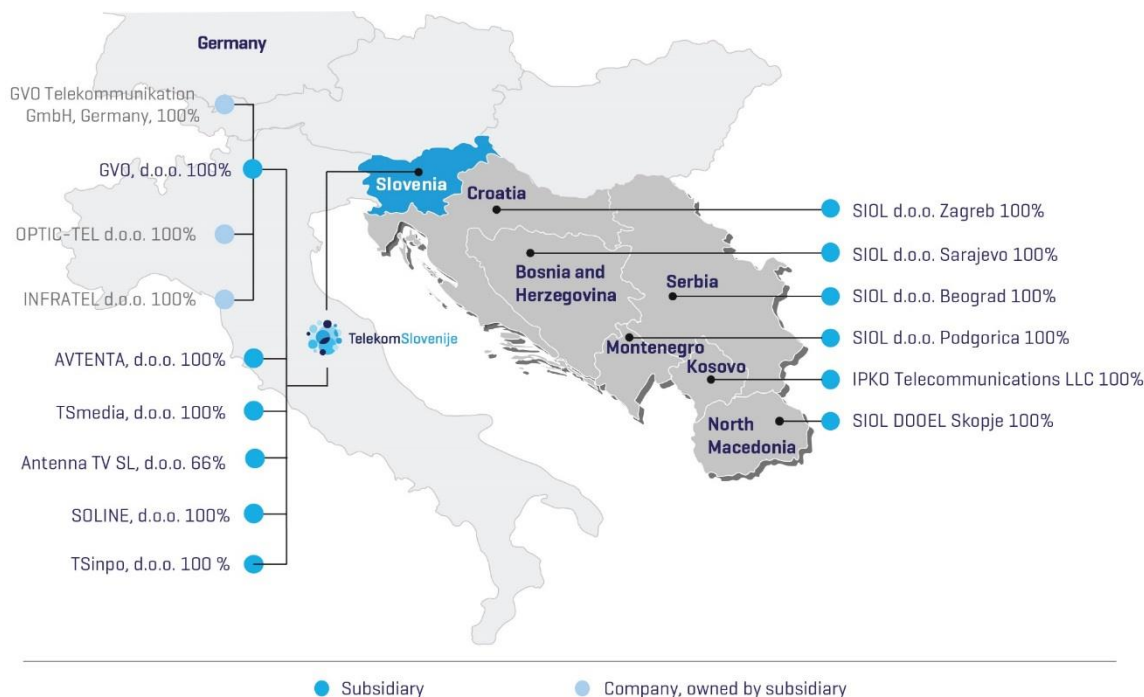 Germany
GVO Telekommunikation
GmbH, Germany, 100%
GVO, d.o.o. 100%
OPTIC-TEL d.o.o. 100%
INFRATEL d.o.o. 100%
AVTENTA, d.o.o. 100%
TSmedia, d.o.o. 100%
Antenna TV SL, d.o.o. 66%
SOLINE, d.o.o. 100%
TSinpo, d.o.o. 100 %
TelekomSlovenije
Slovenia
Croatia
Bosnia and
Herzegovina
Serbia
Montenegro
Kosovo
North
Macedonia
SIOL d.o.o. Zagreb 100%
SIOL d.o.o. Sarajevo 100%
SIOL d.o.o. Beograd 100%
SIOL d.o.o. Podgorica 100%
IPKO Telecommunications LLC 100%
SIOL DOOEL Skopje 100%
Subsidiary
Company, owned by subsidiary